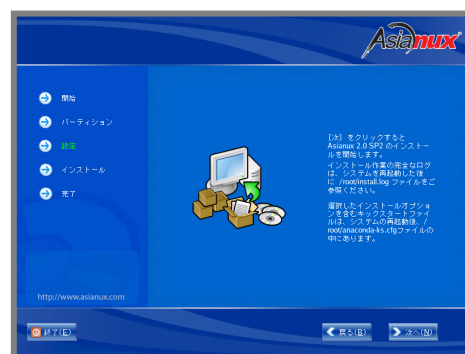 Asianux
開始
パーティション
設定
インストール
完了
［次］をクリックすると
Asianux 2.0 SP2 のインストー
ルを開始します。
インストール作業の完全なログ
は、システムを再起動した後
に /root/install.log ファイルをご
参照ください。
選択したインストールオプショ
ンを含むキックスタートファイ
ルは、システムの再起動後、/
root/anaconda-ks.cfgファイルの
中にあります。
http://www.asianux.com
終了(E)
戻る(B)
次へ(N)